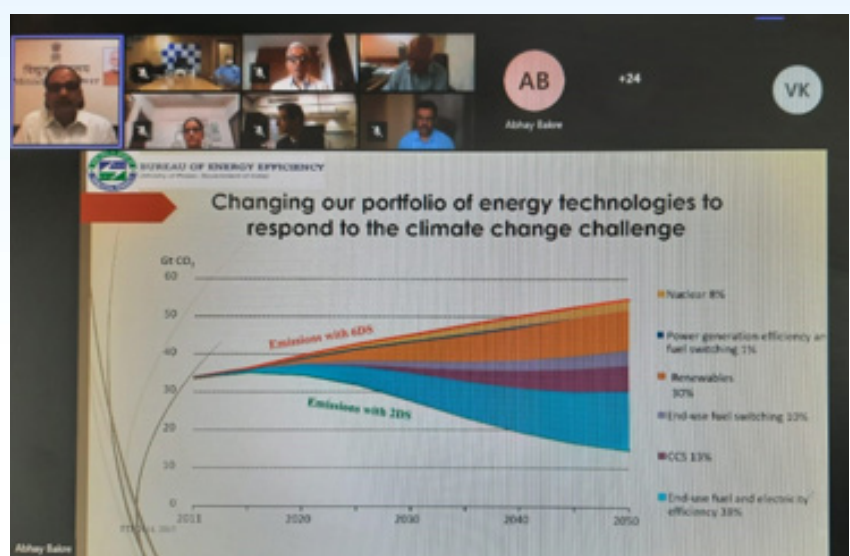 AB
+24
VK
Abhay Bakre
BUREAU OF ENERGY EFFICIENCY
Changing our portfolio of energy technologies to
respond to the climate change challenge
Gt CO₂
60
50
40
30
20
10
0
2011
2020
2030
2040
2050
Emissions with 6DS
Emissions with 2DS
Nuclear 8%
Power generation efficiency an
fuel switching 1%
Renewables
30%
End-use fuel switching 10%
CCS 13%
End-use fuel and electricity
efficiency 38%
Abhay Bakre